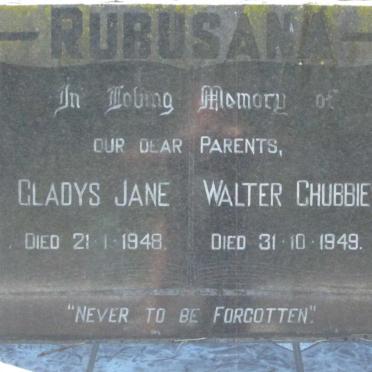 RUBUSANA
In Loving Memory of
OUR DEAR PARENTS,
GLADYS JANE WALTER CHUBBIE
DIED 21·1·1948. DIED 31·10·1949.
"NEVER TO BE FORGOTTEN".